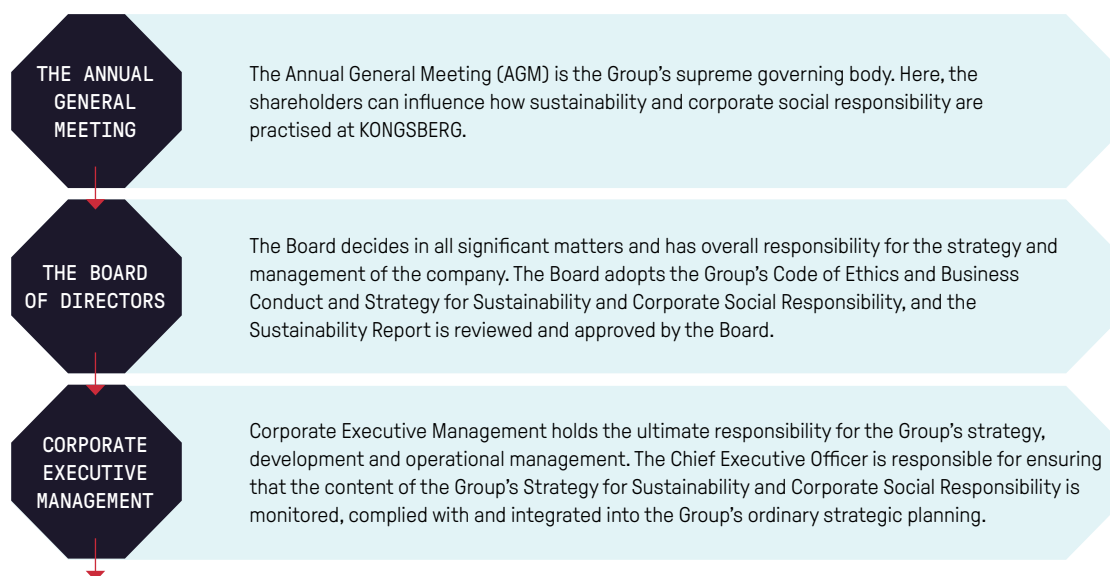 THE ANNUAL
GENERAL
MEETING
The Annual General Meeting (AGM) is the Group's supreme governing body. Here, the
shareholders can influence how sustainability and corporate social responsibility are
practised at KONGSBERG.
THE BOARD
OF DIRECTORS
The Board decides in all significant matters and has overall responsibility for the strategy and
management of the company. The Board adopts the Group's Code of Ethics and Business
Conduct and Strategy for Sustainability and Corporate Social Responsibility, and the
Sustainability Report is reviewed and approved by the Board.
CORPORATE
EXECUTIVE
MANAGEMENT
Corporate Executive Management holds the ultimate responsibility for the Group's strategy,
development and operational management. The Chief Executive Officer is responsible for ensuring
that the content of the Group's Strategy for Sustainability and Corporate Social Responsibility is
monitored, complied with and integrated into the Group's ordinary strategic planning.